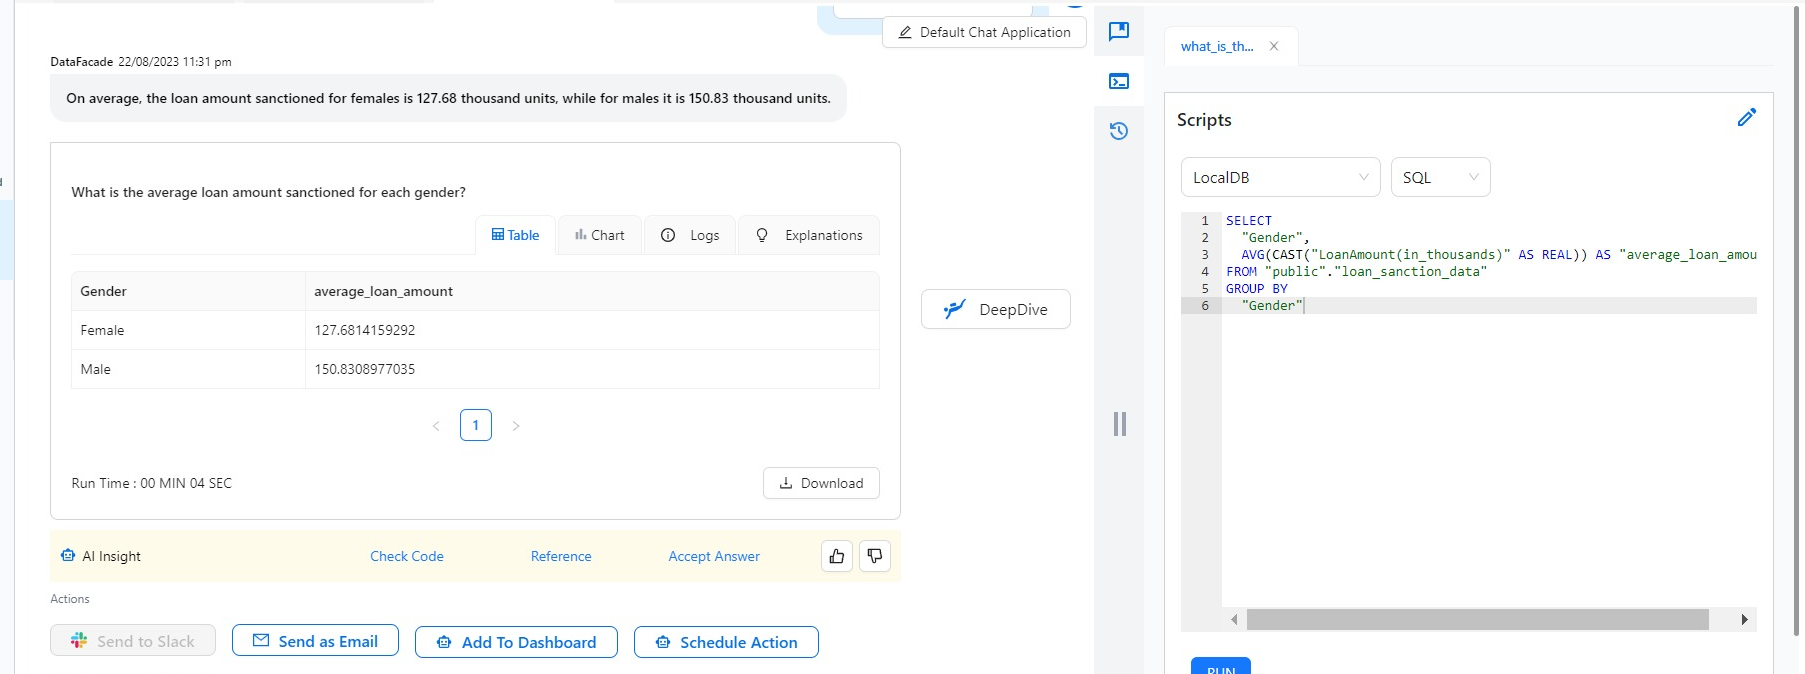 Default Chat Application
DataFacade 22/08/2023 11:31 pm
On average, the loan amount sanctioned for females is 127.68 thousand units, while for males it is 150.83 thousand units.
What is the average loan amount sanctioned for each gender?
Table Chart Logs Explanations
Gender average_loan_amount
Female 127.6814159292
Male 150.8308977035
< 1 >
Run Time : 00 MIN 04 SEC
Download
DeepDive
AI Insight Check Code Reference Accept Answer
Actions
Send to Slack Send as Email Add To Dashboard Schedule Action
what_is_th... X
Scripts
LocalDB SQL
1 SELECT
2 "Gender",
3 AVG(CAST("LoanAmount(in_thousands)" AS REAL)) AS "average_loan_amou
4 FROM "public"."loan_sanction_data"
5 GROUP BY
6 "Gender"
RUN